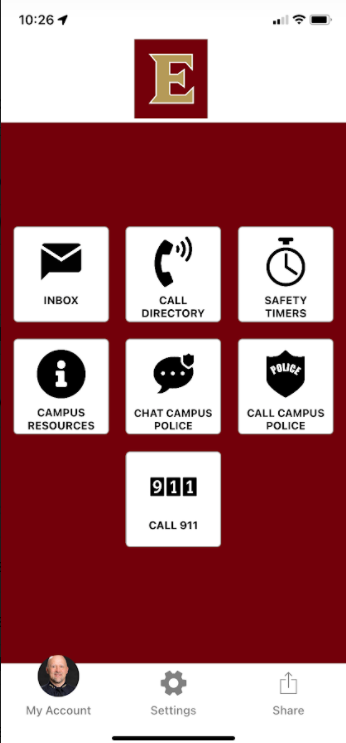 10:26
E
INBOX
CALL
DIRECTORY
SAFETY
TIMERS
CAMPUS
RESOURCES
CHAT CAMPUS
POLICE
POLICE
CALL CAMPUS
POLICE
911
CALL 911
My Account
Settings
Share